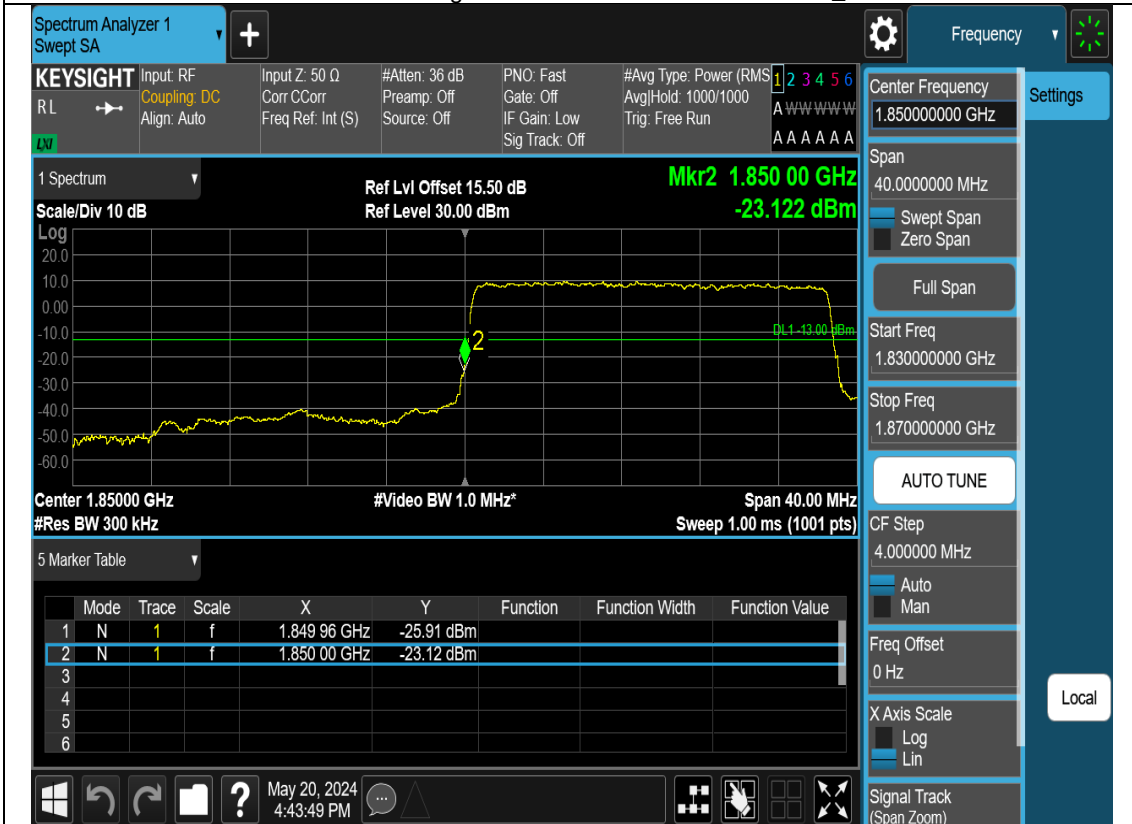 Spectrum Analyzer 1
Swept SA
+
Frequency
KEYSIGHT
RL
LXI
Input: RF
Coupling: DC
Align: Auto
Input Z: 50 Ω
Corr CCorr
Freq Ref: Int (S)
#Atten: 36 dB
Preamp: Off
Source: Off
PNO: Fast
Gate: Off
IF Gain: Low
Sig Track: Off
#Avg Type: Power (RMS
Avg|Hold: 1000/1000
Trig: Free Run
1 2 3 4 5 6
A W W W W W
A A A A A A
1 Spectrum
Scale/Div 10 dB
Ref Lvl Offset 15.50 dB
Ref Level 30.00 dBm
Mkr2 1.850 00 GHz
-23.122 dBm
Log
20.0
10.0
0.00
-10.0
-20.0
-30.0
-40.0
-50.0
-60.0
DL1 -13.00 dBm
2
Center 1.85000 GHz
#Video BW 1.0 MHz*
Span 40.00 MHz
#Res BW 300 kHz
Sweep 1.00 ms (1001 pts)
5 Marker Table
Mode Trace Scale X Y Function Function Width Function Value
1 N 1 f 1.849 96 GHz -25.91 dBm
2 N 1 f 1.850 00 GHz -23.12 dBm
3
4
5
6
?
May 20, 2024
4:43:49 PM
Center Frequency
1.850000000 GHz
Settings
Span
40.0000000 MHz
Swept Span
Zero Span
Full Span
Start Freq
1.830000000 GHz
Stop Freq
1.870000000 GHz
AUTO TUNE
CF Step
4.000000 MHz
Auto
Man
Freq Offset
0 Hz
Local
X Axis Scale
Log
Lin
Signal Track
(Span Zoom)